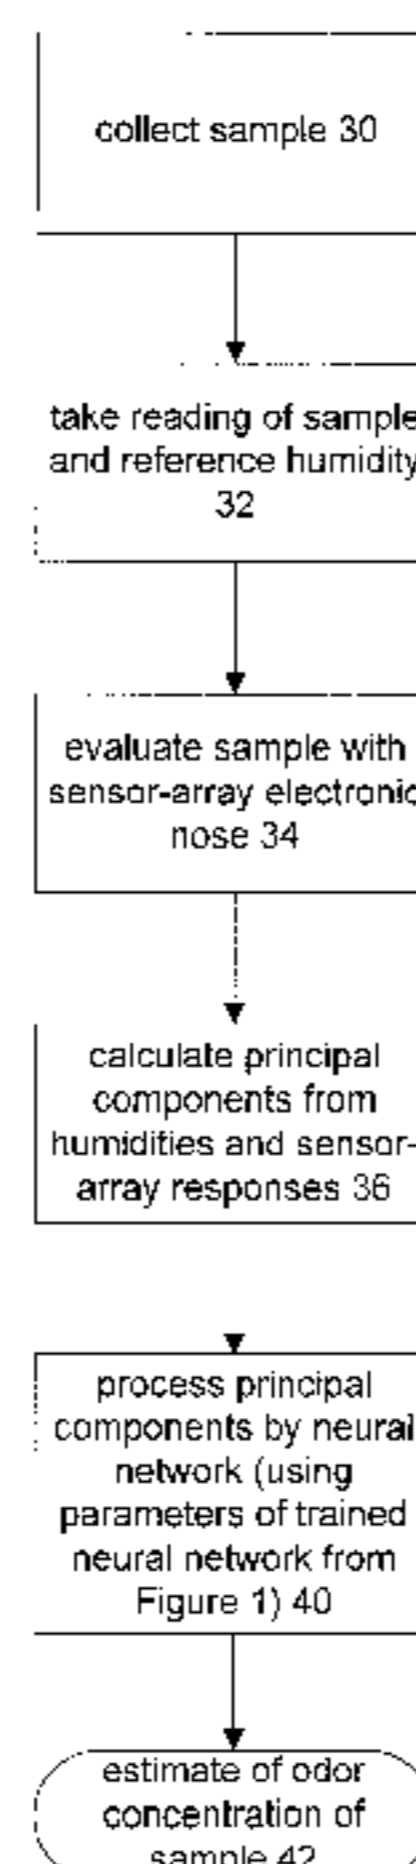 collect sample 30
take reading of sample
and reference humidity
32
evaluate sample with
sensor-array electronic
nose 34
calculate principal
components from
humidities and sensor-
array responses 36
process principal
components by neural
network (using
parameters of trained
neural network from
Figure 1) 40
estimate of odor
concentration of
sample 42